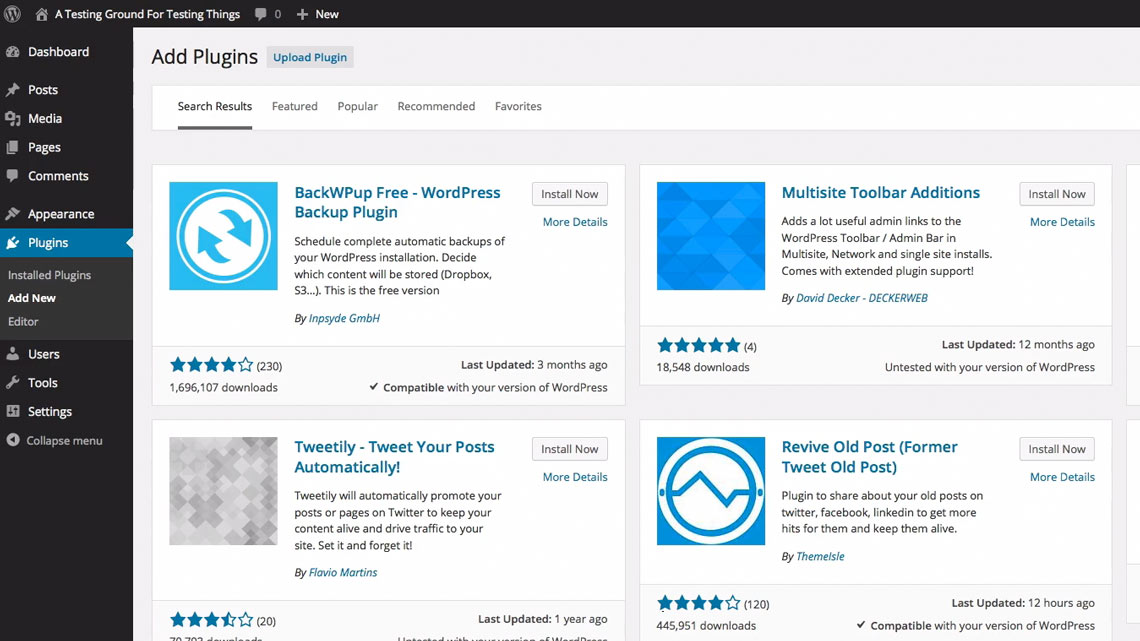 A Testing Ground For Testing Things 0 New
Dashboard
Posts
Media
Pages
Comments
Appearance
Plugins
Installed Plugins
Add New
Editor
Users
Tools
Settings
Collapse menu
Add Plugins Upload Plugin
Search Results Featured Popular Recommended Favorites
BackWPup Free - WordPress
Backup Plugin
Install Now
More Details
Schedule complete automatic backups of
your WordPress installation. Decide
which content will be stored (Dropbox,
S3...). This is the free version
By Inpsyde GmbH
(230)
1,696,107 downloads
Last Updated: 3 months ago
Compatible with your version of WordPress
Multisite Toolbar Additions
Install Now
More Details
Adds a lot useful admin links to the
WordPress Toolbar / Admin Bar in
Multisite, Network and single site installs.
Comes with extended plugin support!
By David Decker - DECKERWEB
(4)
18,548 downloads
Last Updated: 12 months ago
Untested with your version of WordPress
Tweetily - Tweet Your Posts
Automatically!
Install Now
More Details
Tweetily will automatically promote your
posts or pages on Twitter to keep your
content alive and drive traffic to your
site. Set it and forget it!
By Flavio Martins
(20)
downloads
Last Updated: 1 year ago
Untested with your version of WordPress
Revive Old Post (Former
Tweet Old Post)
Install Now
More Details
Plugin to share about your old posts on
twitter, facebook, linkedin to get more
hits for them and keep them alive.
By ThemeIsle
(120)
445,951 downloads
Last Updated: 12 hours ago
Compatible with your version of WordPress